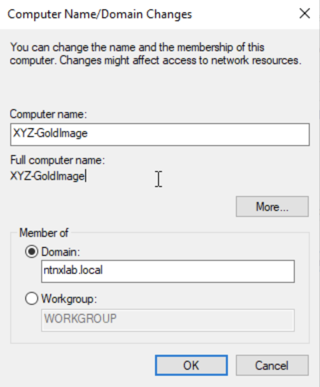 Computer Name/Domain Changes
You can change the name and the membership of this
computer. Changes might affect access to network resources.
Computer name:
XYZ-GoldImage
Full computer name:
XYZ-GoldImage
More...
Member of
Domain:
ntnxlab.local
Workgroup:
WORKGROUP
OK
Cancel